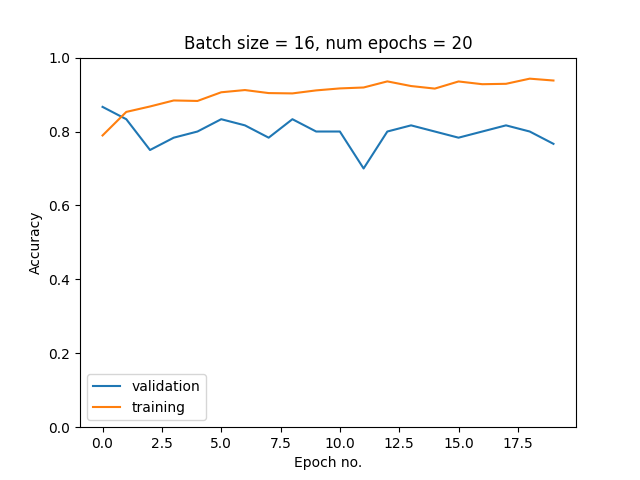 Batch size = 16, num epochs = 20
1.0
0.8
0.6
0.4
0.2
0.0
Accuracy
validation
training
0.0 2.5 5.0 7.5 10.0 12.5 15.0 17.5
Epoch no.